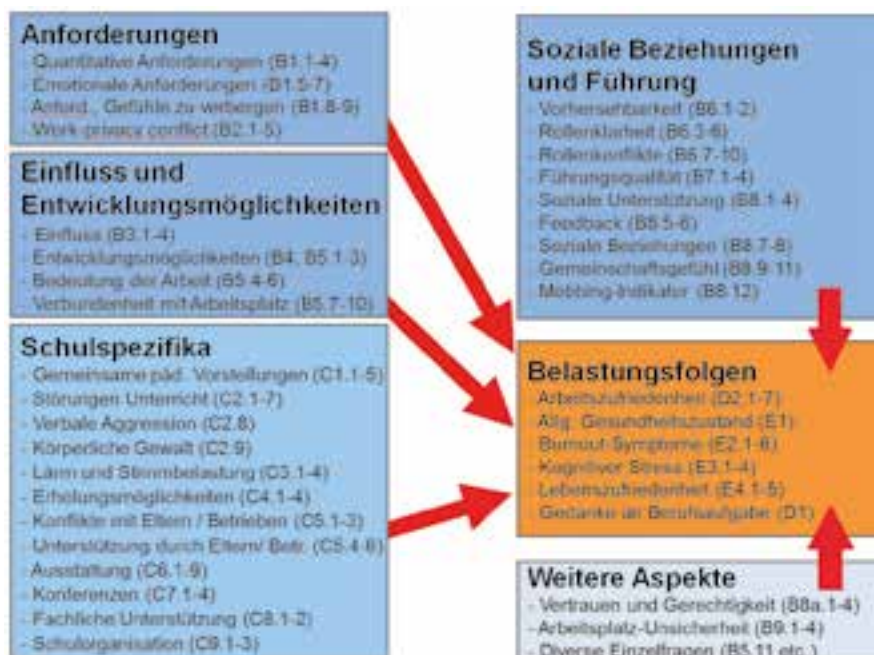 Anforderungen
- Quantitative Anforderungen (B1.1-4)
- Emotionale Anforderungen (B1.5-7)
- Anford., Gefühle zu verbergen (B1.8-9)
- Work-privacy conflict (B2.1-5)
Einfluss und
Entwicklungsmöglichkeiten
- Einfluss (B3.1-4)
- Entwicklungsmöglichkeiten (B4, B5.1-3)
- Bedeutung der Arbeit (B5.4-6)
- Verbundenheit mit Arbeitsplatz (B5.7-10)
Schulspezifika
- Gemeinsame päd. Vorstellungen (C1.1-5)
- Störungen Unterricht (C2.1-7)
- Verbale Aggression (C2.8)
- Körperliche Gewalt (C2.9)
- Lärm und Stimmbelastung (C3.1-4)
- Erholungsmöglichkeiten (C4.1-4)
- Konflikte mit Eltern / Betrieben (C5.1-3)
- Unterstützung durch Eltern/ Betr. (C5.4-6)
- Ausstattung (C6.1-9)
- Konferenzen (C7.1-4)
- Fachliche Unterstützung (C8.1-2)
- Schulorganisation (C9.1-3)
Soziale Beziehungen
und Führung
- Vorhersehbarkeit (B6.1-2)
- Rollenklarheit (B6.3-6)
- Rollenkonflikte (B6.7-10)
- Führungsqualität (B7.1-4)
- Soziale Unterstützung (B8.1-4)
- Feedback (B8.5-6)
- Soziale Beziehungen (B8.7-8)
- Gemeinschaftsgefühl (B8.9-11)
- Mobbing-Indikator (B8.12)
Belastungsfolgen
- Arbeitszufriedenheit (D2.1-7)
- Allg. Gesundheitszustand (E1)
- Burnout-Symptome (E2.1-6)
- Kognitiver Stress (E3.1-4)
- Lebenszufriedenheit (E4.1-5)
- Gedanke an Berufsaufgabe (D1)
Weitere Aspekte
- Vertrauen und Gerechtigkeit (B8a.1-4)
- Arbeitsplatz-Unsicherheit (B9.1-4)
- Diverse Einzelfragen (B5.11 etc.)